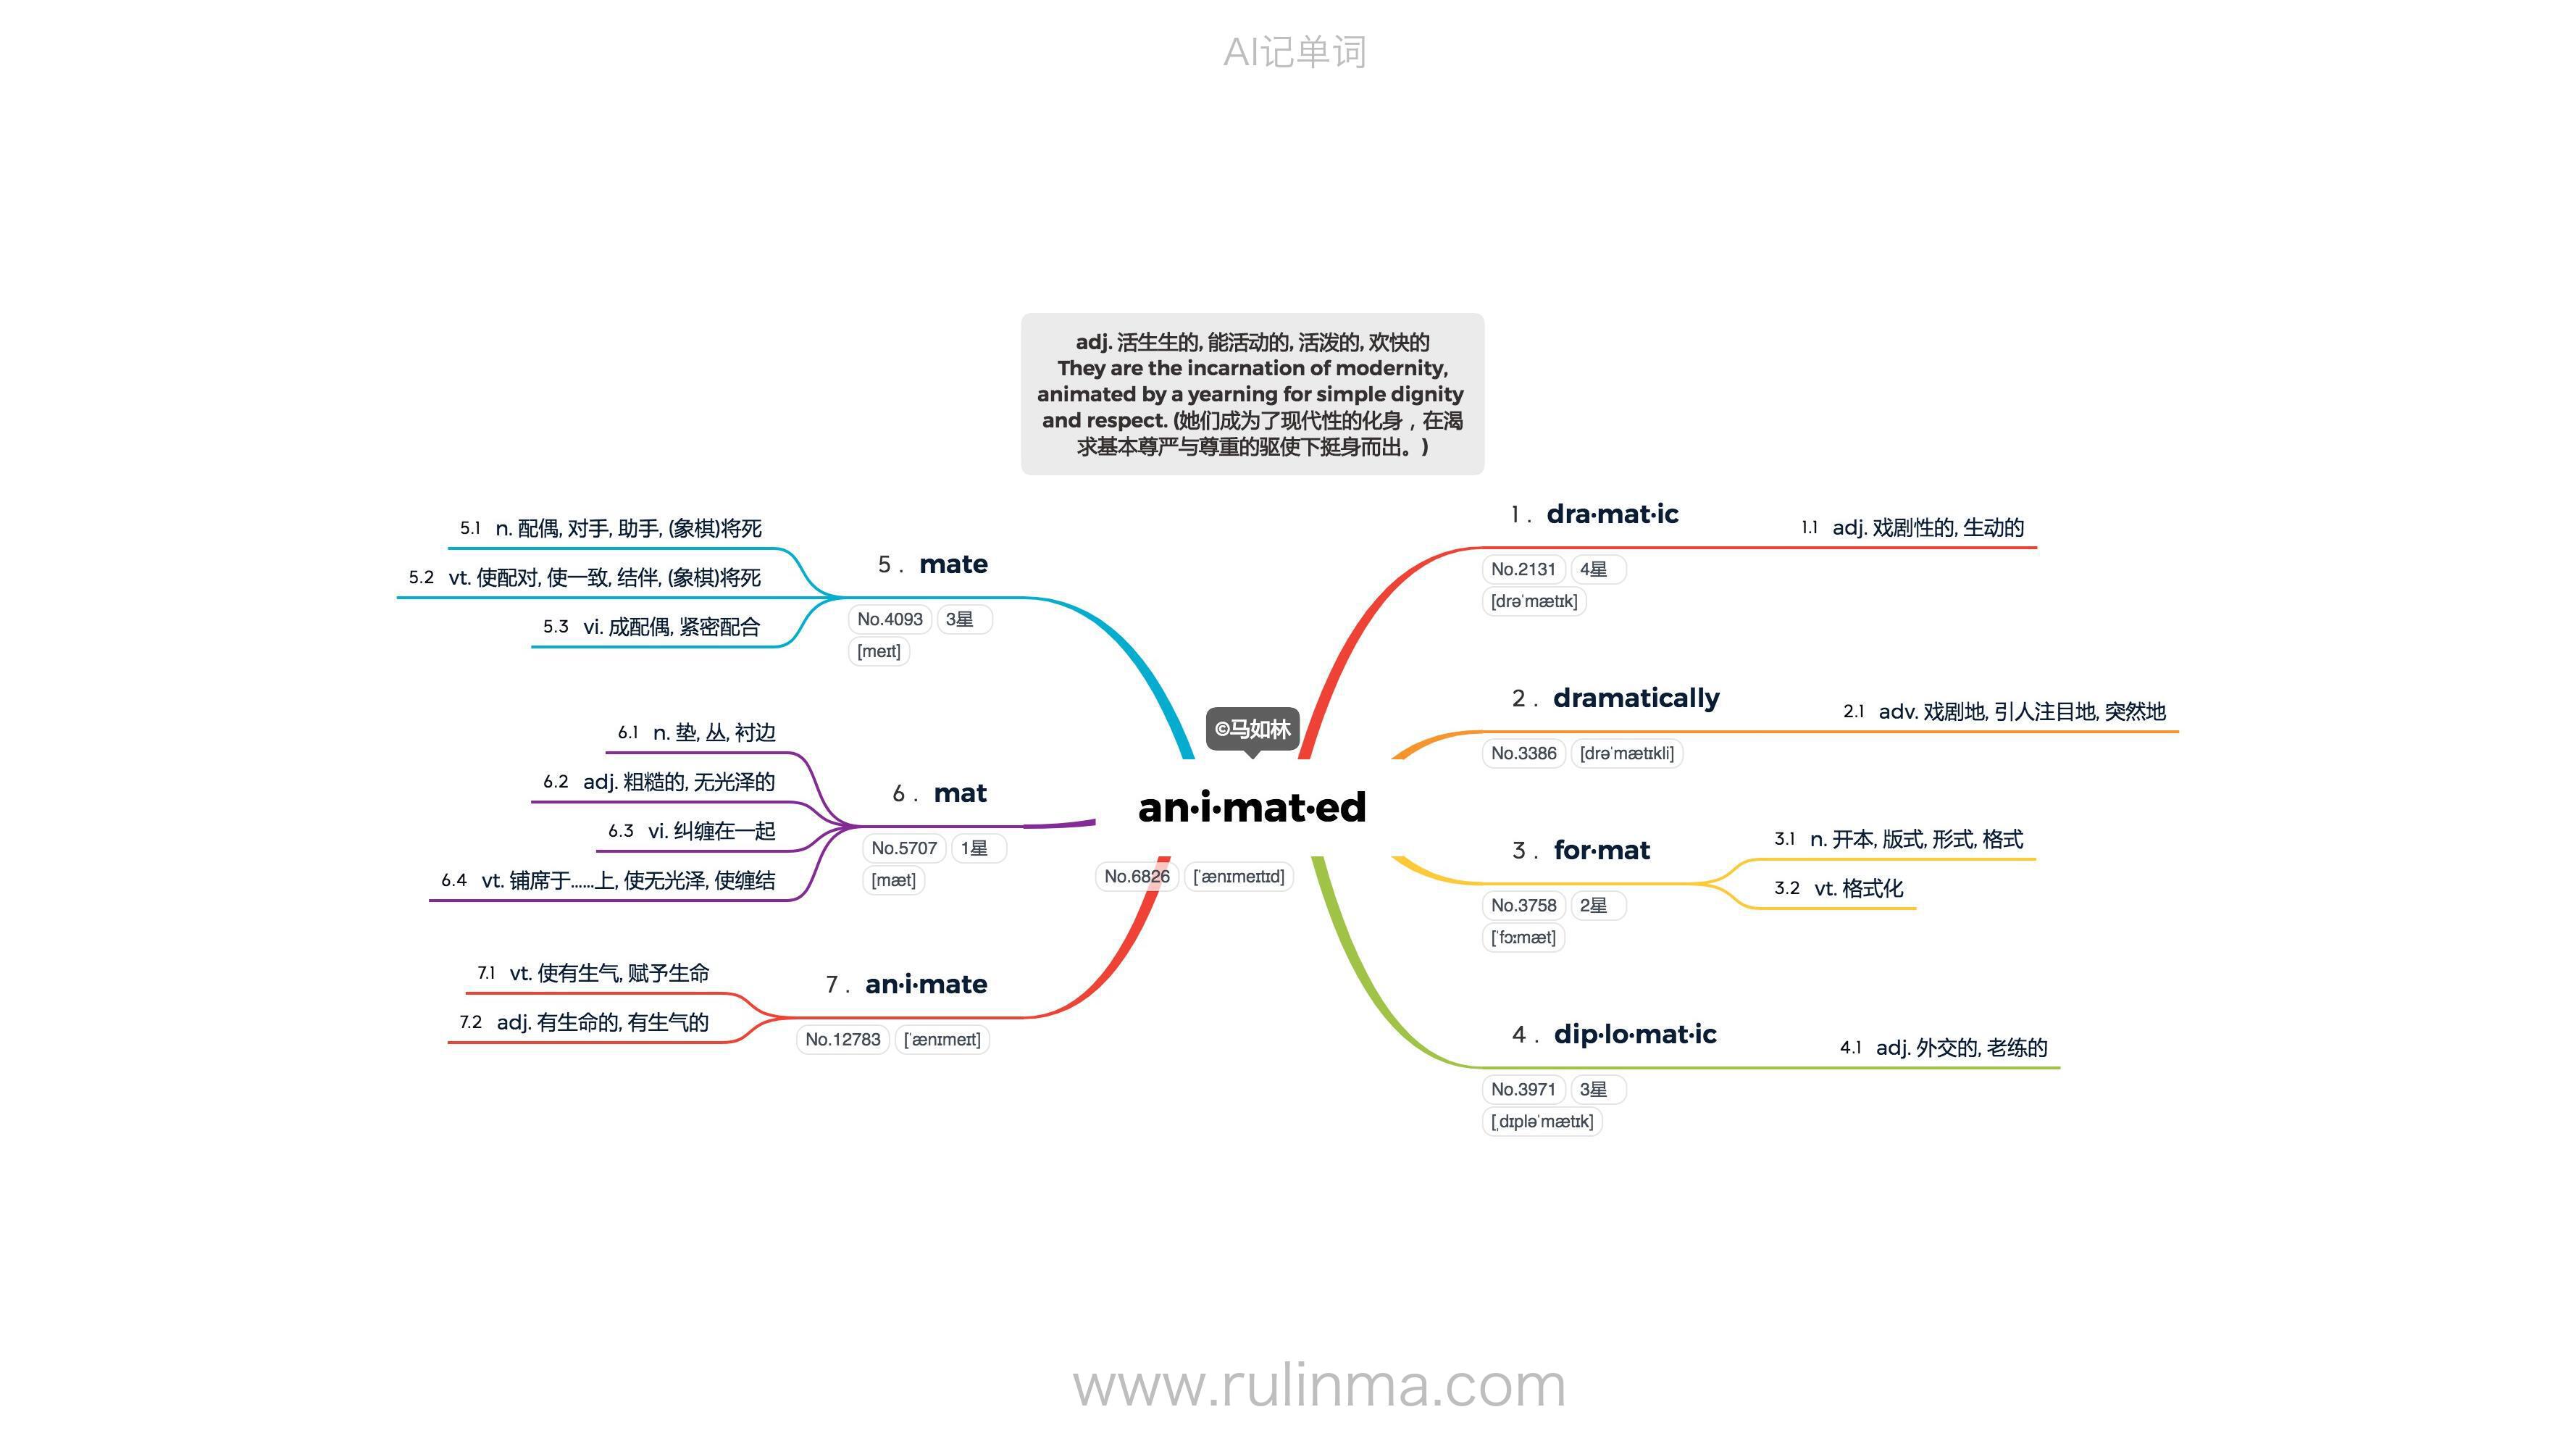 AI记单词
adj. 活生生的, 能活动的, 活泼的, 欢快的
They are the incarnation of modernity,
animated by a yearning for simple dignity
and respect. (她们成为了现代性的化身，在渴
求基本尊严与尊重的驱使下挺身而出。)
©马如林
an·i·mat·ed
No.6826 [ˈænɪmeɪtɪd]
1 . dra·mat·ic
No.2131 4星
[drəˈmætɪk]
1.1 adj. 戏剧性的, 生动的
2 . dramatically
No.3386 [drəˈmætɪkli]
2.1 adv. 戏剧地, 引人注目地, 突然地
3 . for·mat
No.3758 2星
[ˈfɔːmæt]
3.1 n. 开本, 版式, 形式, 格式
3.2 vt. 格式化
4 . dip·lo·mat·ic
No.3971 3星
[ˌdɪpləˈmætɪk]
4.1 adj. 外交的, 老练的
5 . mate
No.4093 3星
[meɪt]
5.1 n. 配偶, 对手, 助手, (象棋)将死
5.2 vt. 使配对, 使一致, 结伴, (象棋)将死
5.3 vi. 成配偶, 紧密配合
6 . mat
No.5707 1星
[mæt]
6.1 n. 垫, 丛, 衬边
6.2 adj. 粗糙的, 无光泽的
6.3 vi. 纠缠在一起
6.4 vt. 铺席于……上, 使无光泽, 使缠结
7 . an·i·mate
No.12783 [ˈænɪmeɪt]
7.1 vt. 使有生气, 赋予生命
7.2 adj. 有生命的, 有生气的
www.rulinma.com